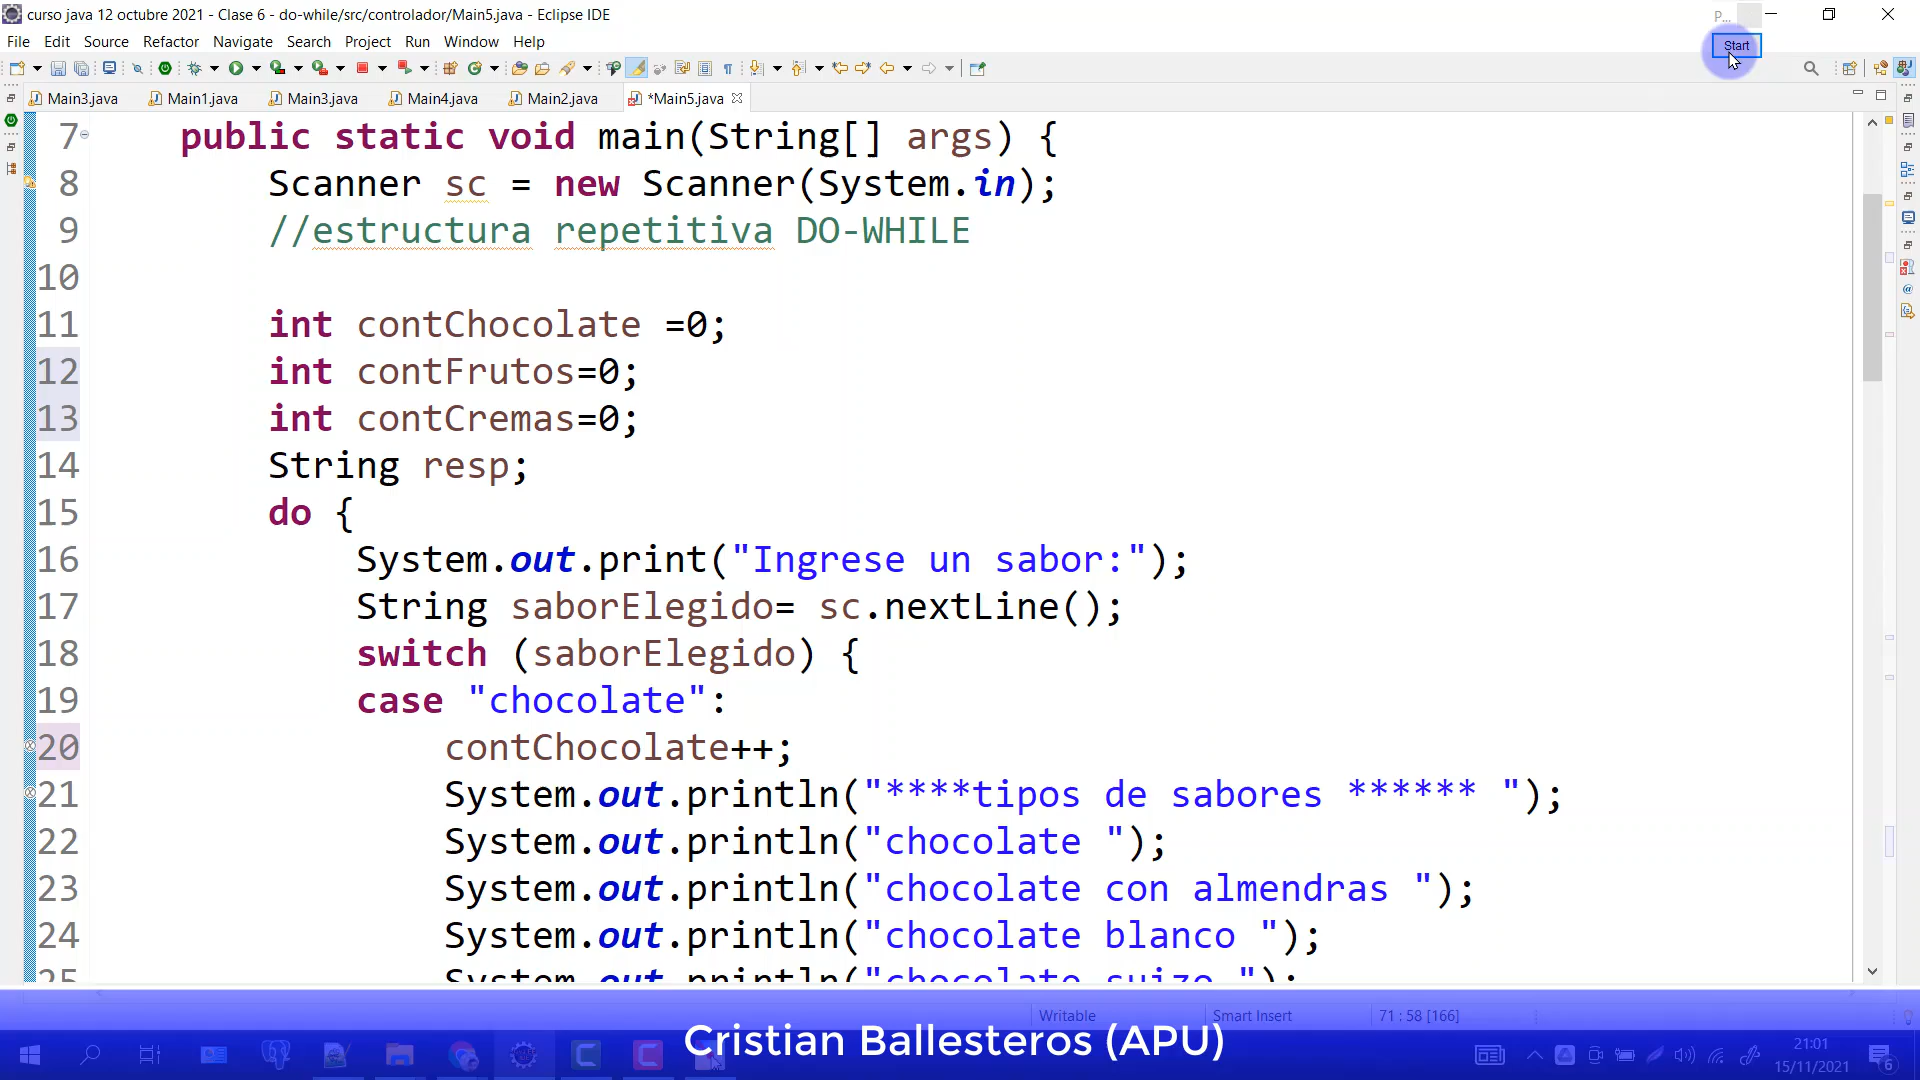 curso java 12 octubre 2021 - Clase 6 - do-while/src/controlador/Main5.java - Eclipse IDE
P...
File Edit Source Refactor Navigate Search Project Run Window Help
Start
Main3.java Main1.java Main3.java Main4.java Main2.java *Main5.java
7 public static void main(String[] args) {
8 Scanner sc = new Scanner(System.in);
9 //estructura repetitiva DO-WHILE
10
11 int contChocolate =0;
12 int contFrutos=0;
13 int contCremas=0;
14 String resp;
15 do {
16 System.out.print("Ingrese un sabor:");
17 String saborElegido= sc.nextLine();
18 switch (saborElegido) {
19 case "chocolate":
20 contChocolate++;
21 System.out.println("****tipos de sabores ****** ");
22 System.out.println("chocolate ");
23 System.out.println("chocolate con almendras ");
24 System.out.println("chocolate blanco ");
25 System.out.println("chocolate suizo ");
Writable Smart Insert 71 : 58 [166]
Cristian Ballesteros (APU)
21:01
15/11/2021
6